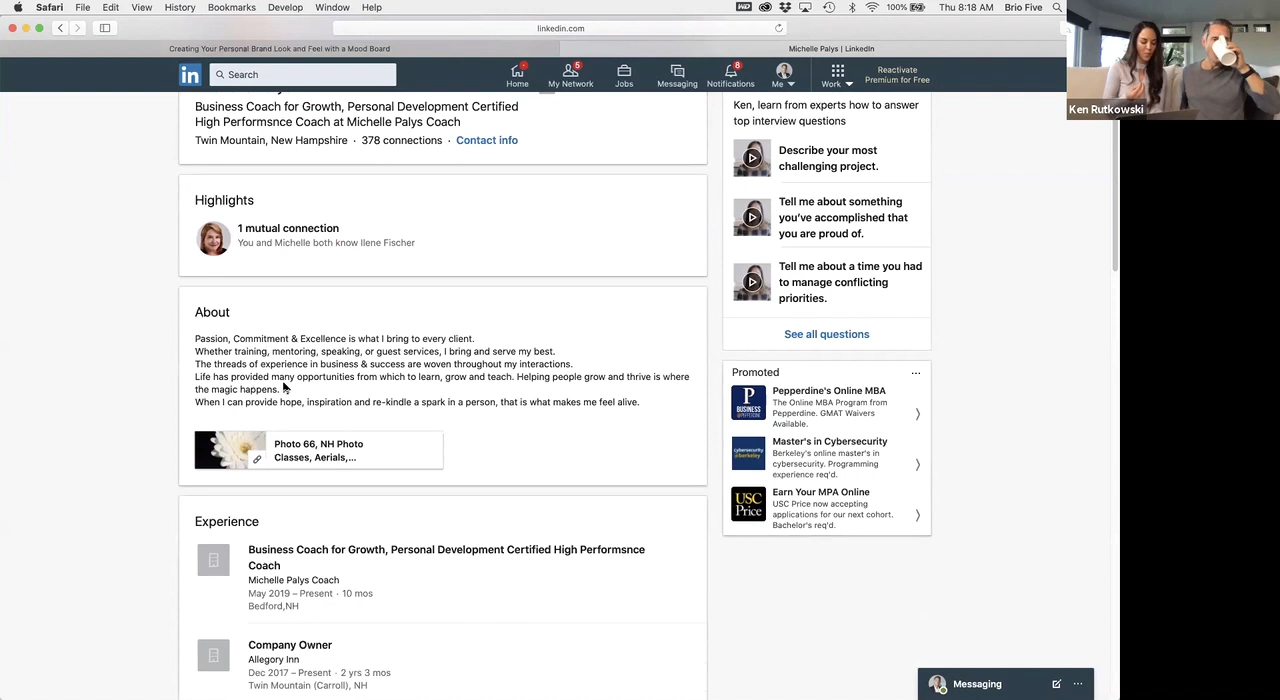 Safari File Edit View History Bookmarks Develop Window Help
100% Thu 8:18 AM Brio Five
linkedin.com
Creating Your Personal Brand Look and Feel with a Mood Board
Michelle Palys | LinkedIn
in Search
Home
5 My Network
Jobs
Messaging
8 Notifications
Me
Work
Reactivate
Premium for Free
Ken Rutkowski
Business Coach for Growth, Personal Development Certified
High Performsnce Coach at Michelle Palys Coach
Twin Mountain, New Hampshire · 378 connections · Contact info
Highlights
1 mutual connection
You and Michelle both know Ilene Fischer
About
Passion, Commitment & Excellence is what I bring to every client.
Whether training, mentoring, speaking, or guest services, I bring and serve my best.
The threads of experience in business & success are woven throughout my interactions.
Life has provided many opportunities from which to learn, grow and teach. Helping people grow and thrive is where
the magic happens.
When I can provide hope, inspiration and re-kindle a spark in a person, that is what makes me feel alive.
Photo 66, NH Photo
Classes, Aerials,...
Experience
Business Coach for Growth, Personal Development Certified High Performsnce
Coach
Michelle Palys Coach
May 2019 – Present · 10 mos
Bedford,NH
Company Owner
Allegory Inn
Dec 2017 – Present · 2 yrs 3 mos
Twin Mountain (Carroll), NH
Ken, learn from experts how to answer
top interview questions
Describe your most
challenging project.
Tell me about something
you've accomplished that
you are proud of.
Tell me about a time you had
to manage conflicting
priorities.
See all questions
Promoted ...
P
BUSINESS
@PEPPERDINE
Pepperdine's Online MBA
The Online MBA Program from
Pepperdine. GMAT Waivers
Available.
cybersecurity
@berkeley
Master's in Cybersecurity
Berkeley's online master's in
cybersecurity. Programming
experience req'd.
USC
Price
Earn Your MPA Online
USC Price now accepting
applications for our next cohort.
Bachelor's req'd.
Messaging ...